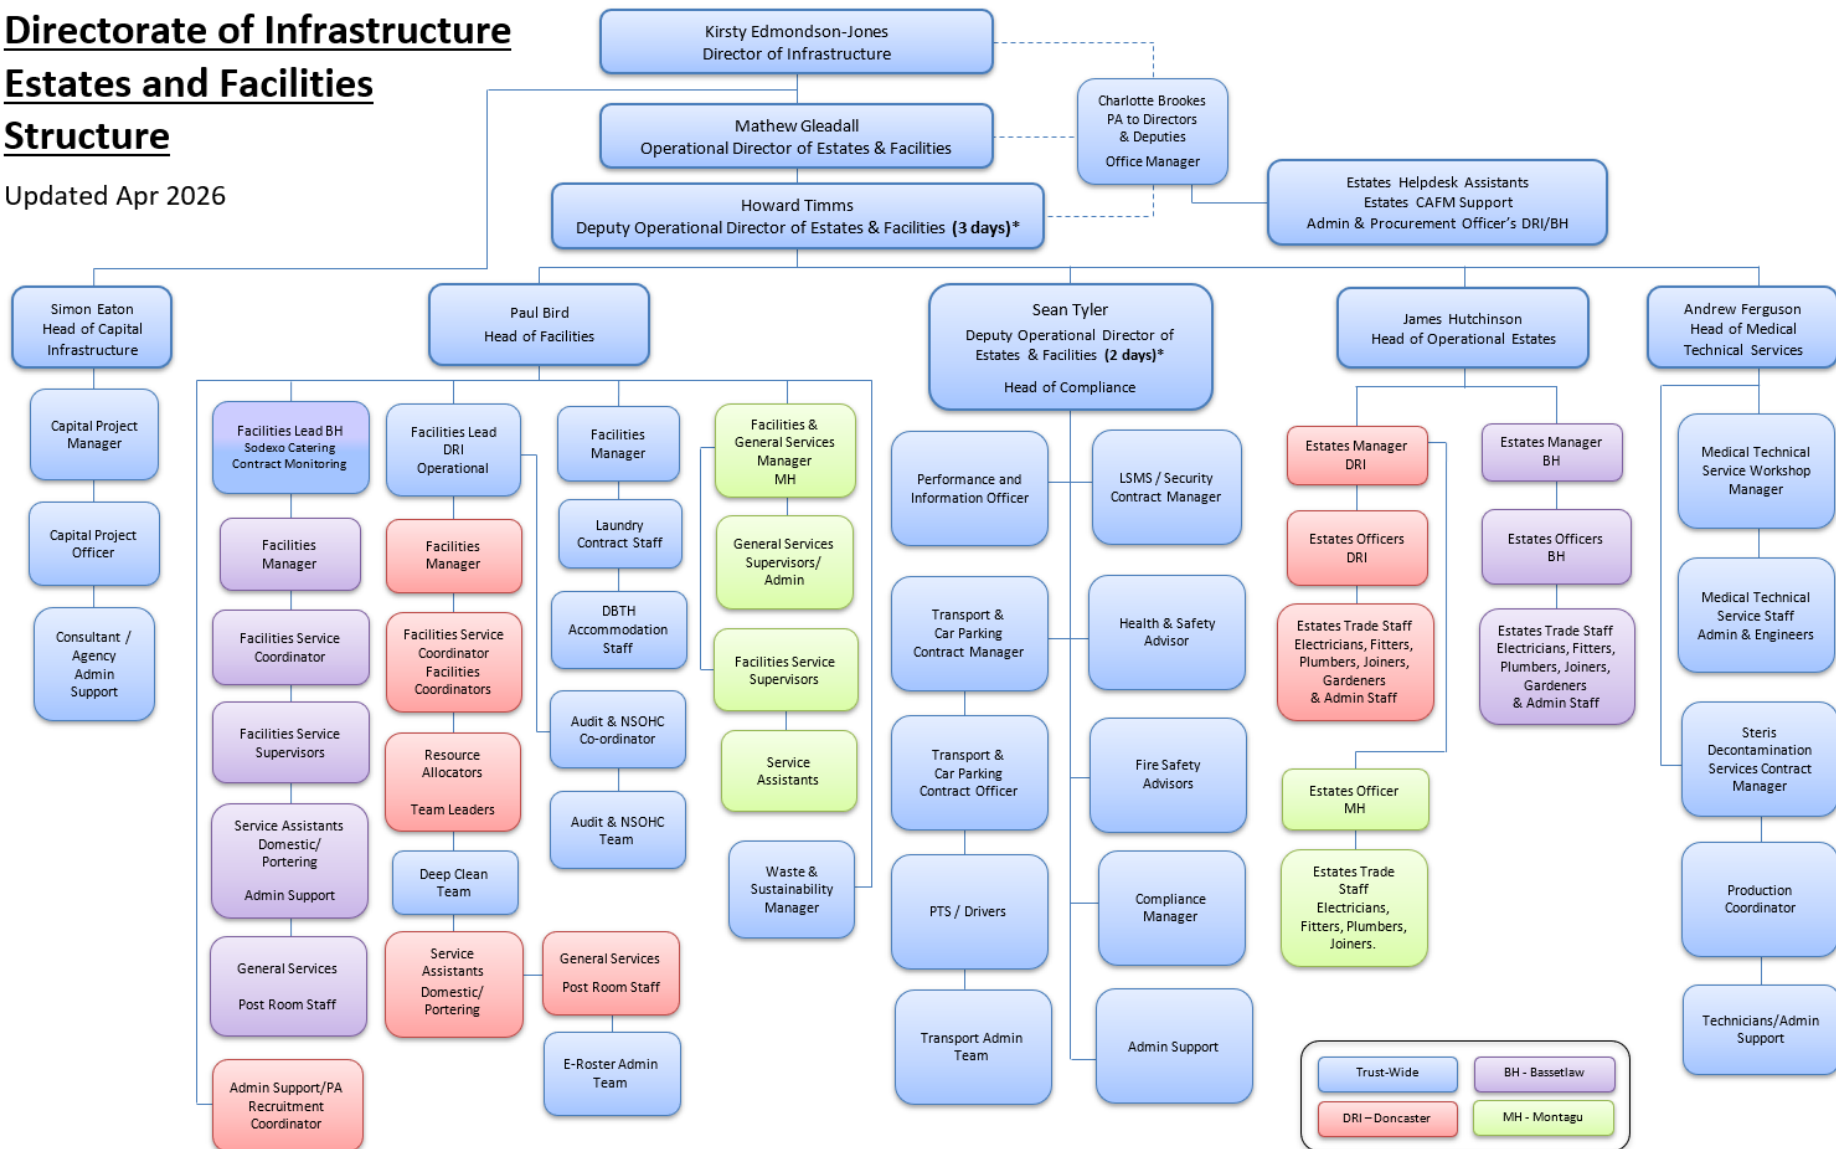 Directorate of Infrastructure
Estates and Facilities
Structure
Updated Apr 2026
Kirsty Edmondson-Jones
Director of Infrastructure
Mathew Gleadall
Operational Director of Estates & Facilities
Howard Timms
Deputy Operational Director of Estates & Facilities (3 days)*
Charlotte Brookes
PA to Directors
& Deputies
Office Manager
Estates Helpdesk Assistants
Estates CAFM Support
Admin & Procurement Officer's DRI/BH
Simon Eaton
Head of Capital
Infrastructure
Capital Project
Manager
Capital Project
Officer
Consultant /
Agency
Admin
Support
Paul Bird
Head of Facilities
Facilities Lead BH
Sodexo Catering
Contract Monitoring
Facilities
Manager
Facilities Service
Coordinator
Facilities Service
Supervisors
Service Assistants
Domestic/
Portering
Admin Support
General Services
Post Room Staff
Admin Support/PA
Recruitment
Coordinator
Facilities Lead
DRI
Operational
Facilities
Manager
Facilities Service
Coordinator
Facilities
Coordinators
Resource
Allocators
Team Leaders
Deep Clean
Team
Service
Assistants
Domestic/
Portering
General Services
Post Room Staff
E-Roster Admin
Team
Facilities
Manager
Laundry
Contract Staff
DBTH
Accommodation
Staff
Audit & NSOHC
Co-ordinator
Audit & NSOHC
Team
Facilities &
General Services
Manager
MH
General Services
Supervisors/
Admin
Facilities Service
Supervisors
Service
Assistants
Waste &
Sustainability
Manager
Sean Tyler
Deputy Operational Director of
Estates & Facilities (2 days)*
Head of Compliance
Performance and
Information Officer
Transport &
Car Parking
Contract Manager
Transport &
Car Parking
Contract Officer
PTS / Drivers
Transport Admin
Team
LSMS / Security
Contract Manager
Health & Safety
Advisor
Fire Safety
Advisors
Compliance
Manager
Admin Support
James Hutchinson
Head of Operational Estates
Estates Manager
DRI
Estates Officers
DRI
Estates Trade Staff
Electricians, Fitters,
Plumbers, Joiners,
Gardeners
& Admin Staff
Estates Officer
MH
Estates Trade
Staff
Electricians,
Fitters, Plumbers,
Joiners.
Estates Manager
BH
Estates Officers
BH
Estates Trade Staff
Electricians, Fitters,
Plumbers, Joiners,
Gardeners
& Admin Staff
Andrew Ferguson
Head of Medical
Technical Services
Medical Technical
Service Workshop
Manager
Medical Technical
Service Staff
Admin & Engineers
Steris
Decontamination
Services Contract
Manager
Production
Coordinator
Technicians/Admin
Support
Trust-Wide
BH - Bassetlaw
DRI – Doncaster
MH - Montagu